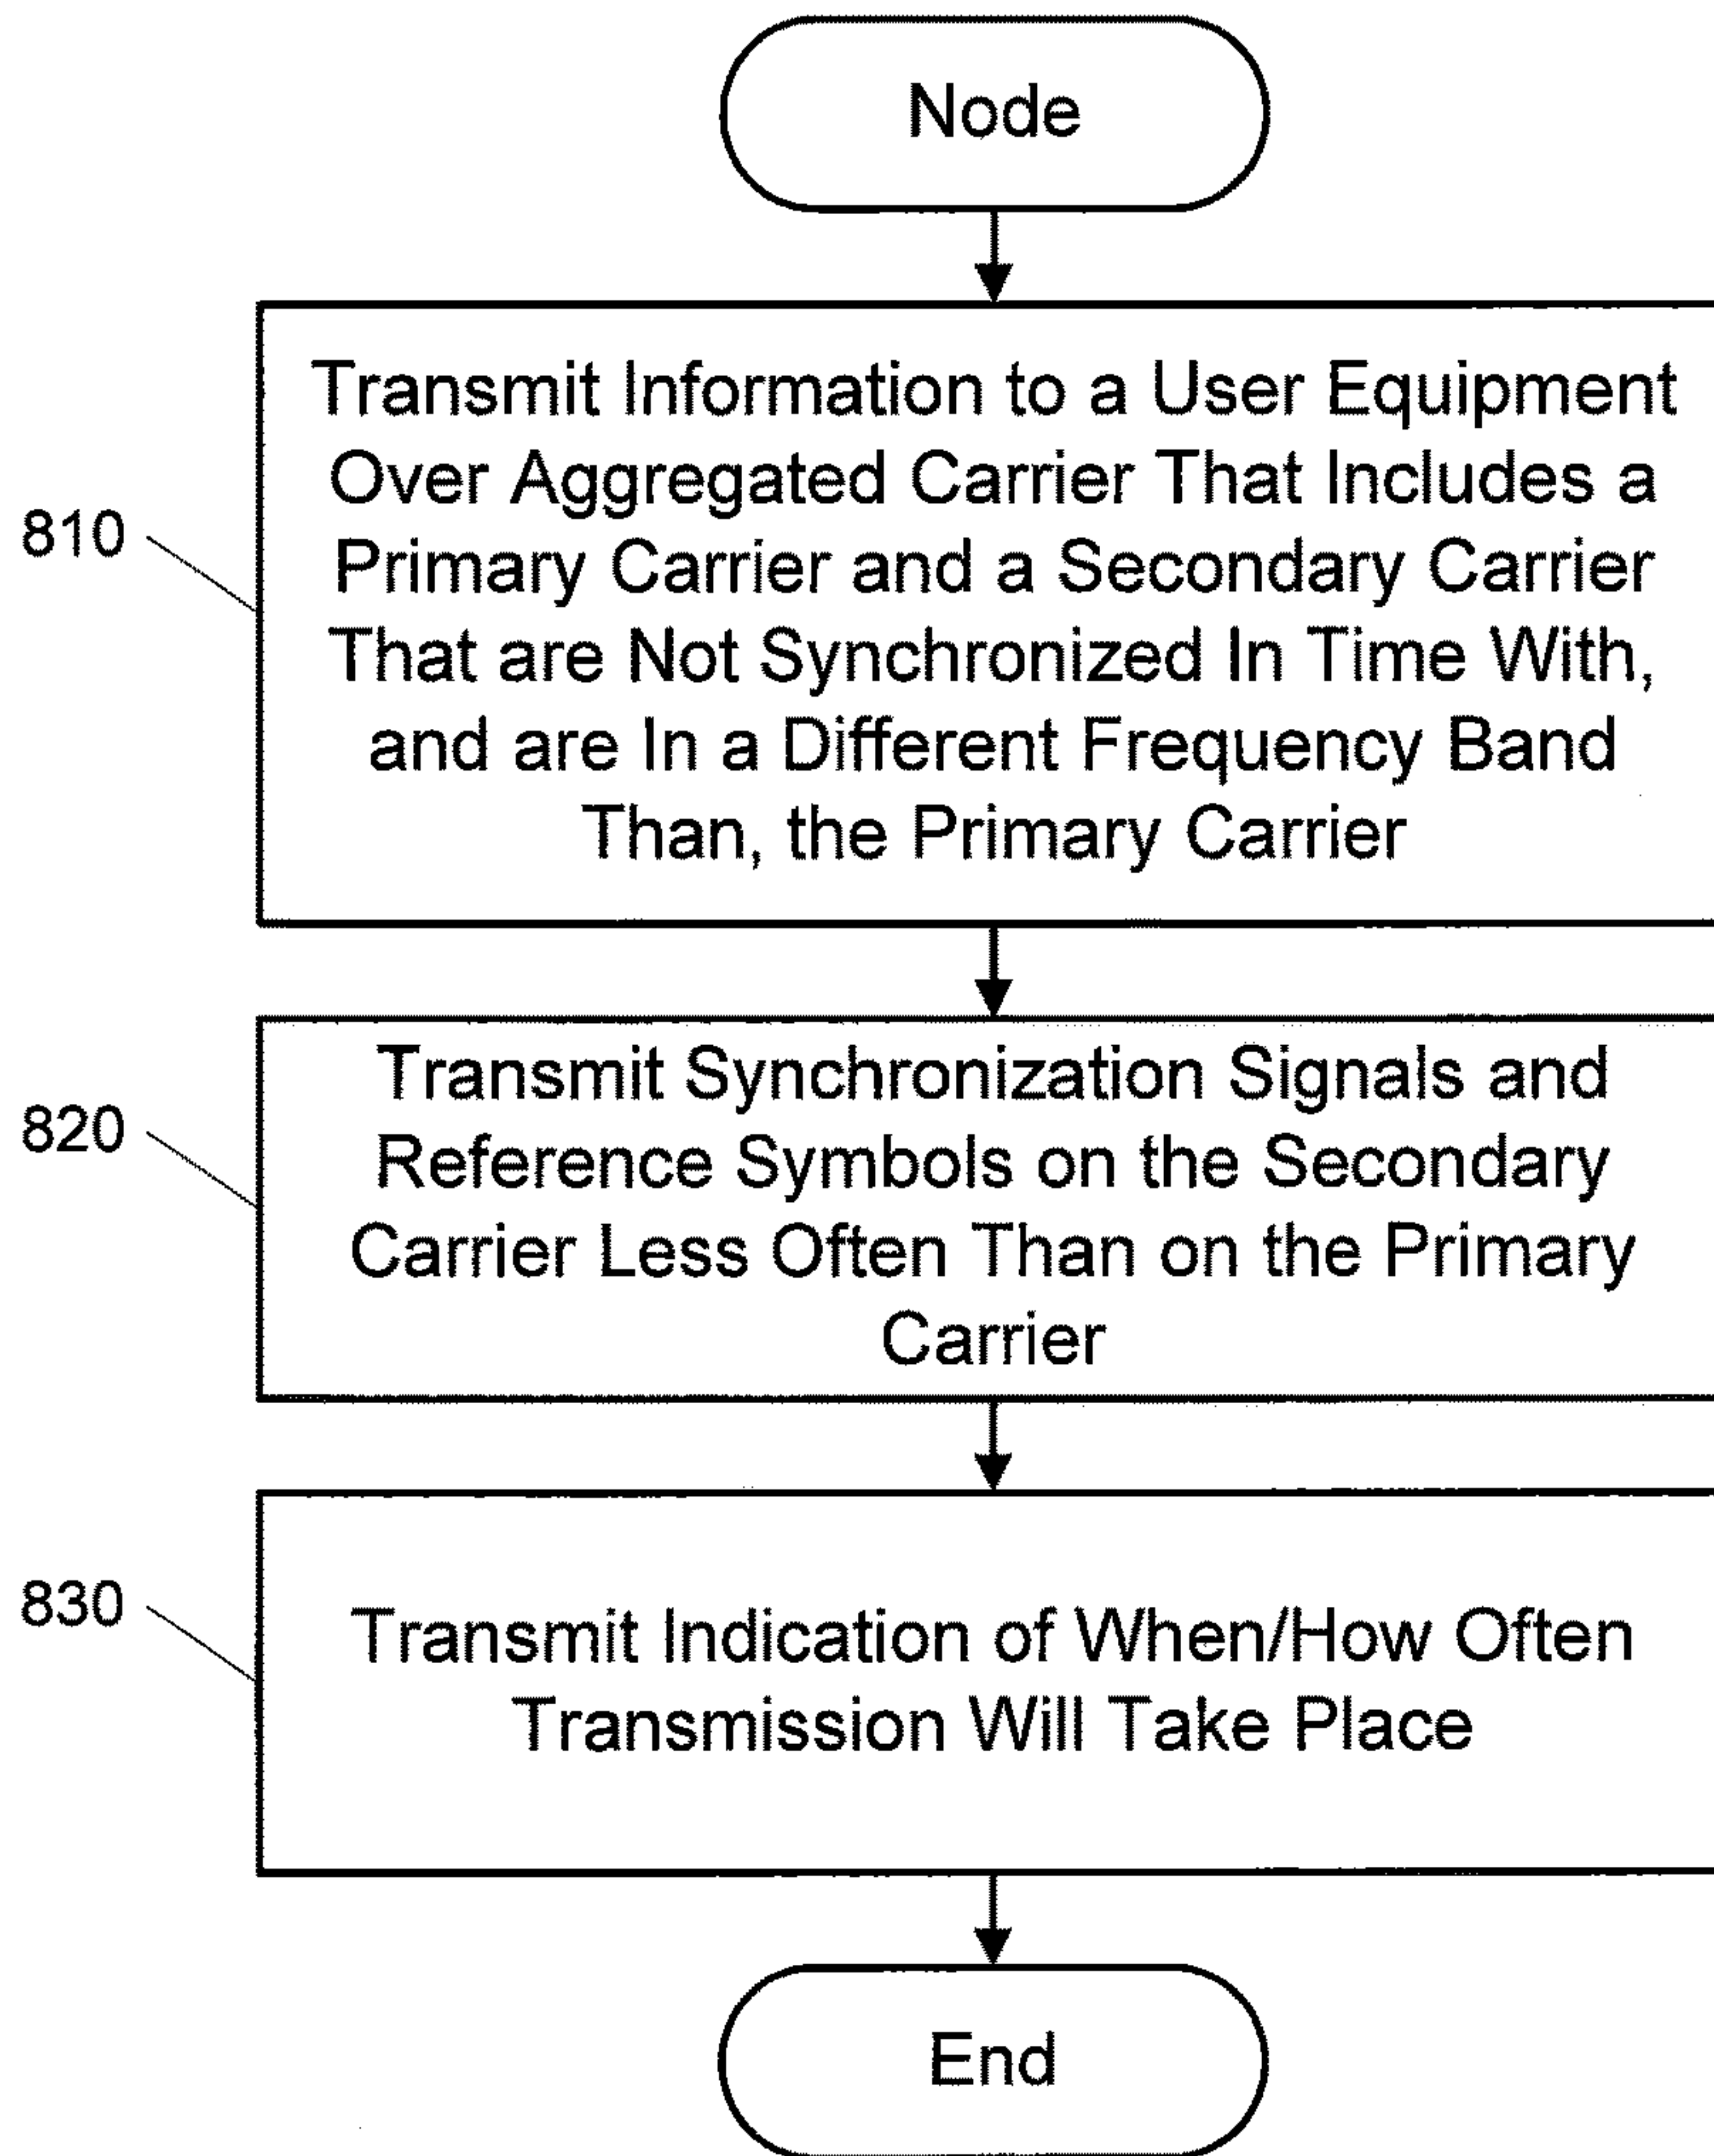 Node
Transmit Information to a User Equipment
Over Aggregated Carrier That Includes a
810
Primary Carrier and a Secondary Carrier
That are Not Synchronized In Time With,
and are In a Different Frequency Band
Than, the Primary Carrier
820
Transmit Synchronization Signals and
Reference Symbols on the Secondary
Carrier Less Often Than on the Primary
Carrier
830
Transmit Indication of When/How Often
Transmission Will Take Place
End